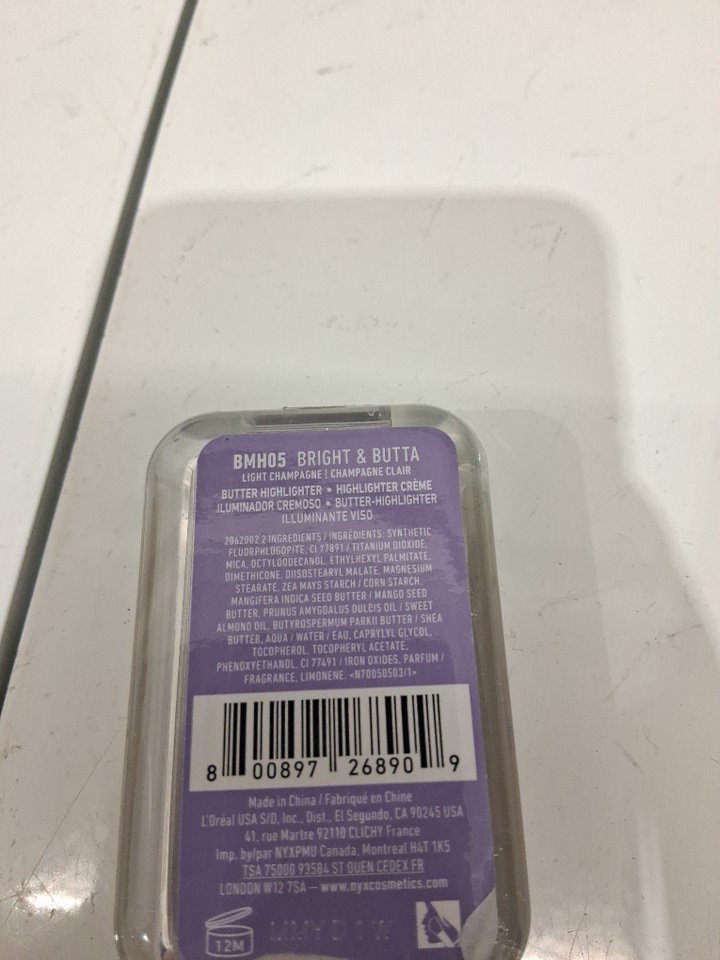 BMH05 BRIGHT & BUTTA
LIGHT CHAMPAGNE | CHAMPAGNE CLAIR
BUTTER HIGHLIGHTER • HIGHLIGHTER CRÈME
ILUMINADOR CREMOSO • BUTTER-HIGHLIGHTER
ILLUMINANTE VISO
2062002 2 INGREDIENTS / INGRÉDIENTS: SYNTHETIC
FLUORPHLOGOPITE, CI 77891 / TITANIUM DIOXIDE,
MICA, OCTYLDODECANOL, ETHYLHEXYL PALMITATE,
DIMETHICONE, DIISOSTEARYL MALATE, MAGNESIUM
STEARATE, ZEA MAYS STARCH / CORN STARCH,
MANGIFERA INDICA SEED BUTTER / MANGO SEED
BUTTER, PRUNUS AMYGDALUS DULCIS OIL / SWEET
ALMOND OIL, BUTYROSPERMUM PARKII BUTTER / SHEA
BUTTER, AQUA / WATER / EAU, CAPRYLYL GLYCOL,
TOCOPHEROL, TOCOPHERYL ACETATE,
PHENOXYETHANOL, CI 77491 / IRON OXIDES, PARFUM /
FRAGRANCE, LIMONENE. <N70050503/1>
8 00897 26890 9
Made in China / Fabriqué en Chine
L'Oréal USA S/D, Inc., Dist., El Segundo, CA 90245 USA
41, rue Martre 92110 CLICHY France
Imp. by/par NYXPMU Canada, Montreal H4T 1K5
TSA 75000 93584 ST OUEN CEDEX FR
LONDON W12 7SA – www.nyxcosmetics.com
12M